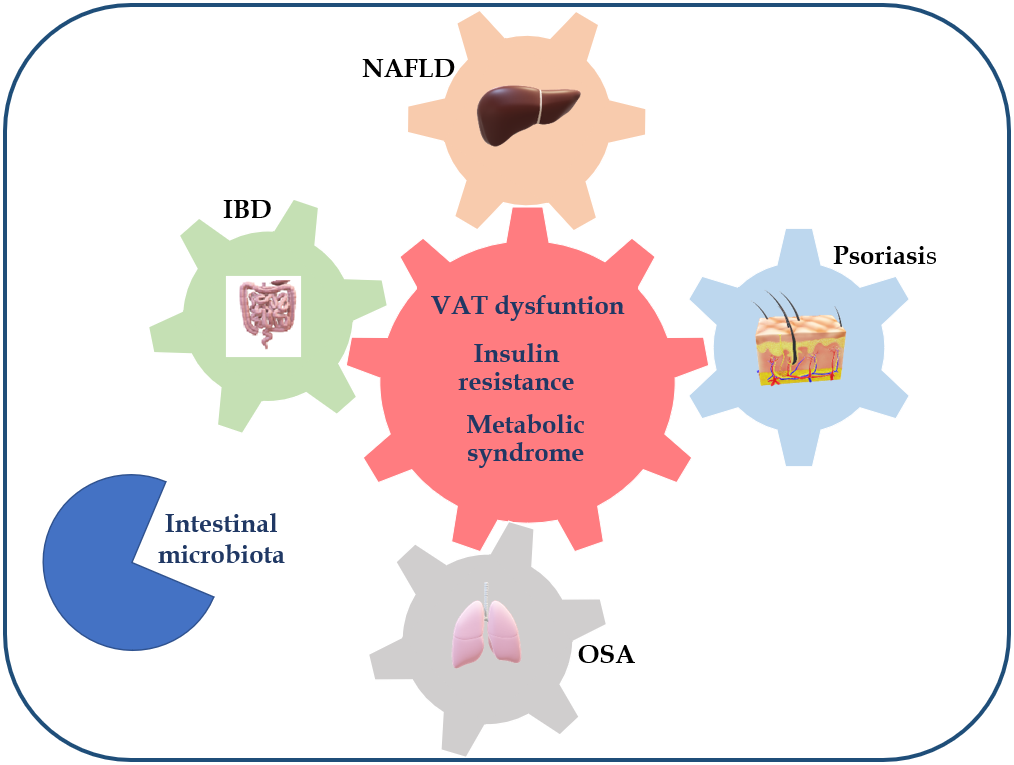 NAFLD
IBD
Psoriasis
VAT dysfuntion
Insulin
resistance
Metabolic
syndrome
Intestinal
microbiota
OSA